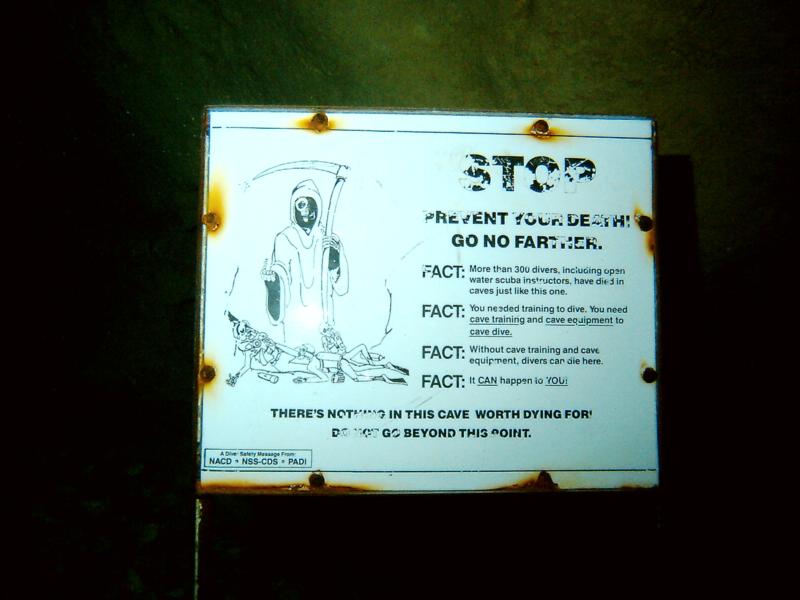 STOP
PREVENT YOUR DEATH!
GO NO FARTHER.
FACT: More than 300 divers, including open
water scuba instructors, have died in
caves just like this one.
FACT: You needed training to dive. You need
cave training and cave equipment to
cave dive.
FACT: Without cave training and cave
equipment, divers can die here.
FACT: It CAN happen to YOU!
THERE'S NOTHING IN THIS CAVE WORTH DYING FOR!
DO NOT GO BEYOND THIS POINT.
A Diver Safety Message From:
NACD • NSS-CDS • PADI